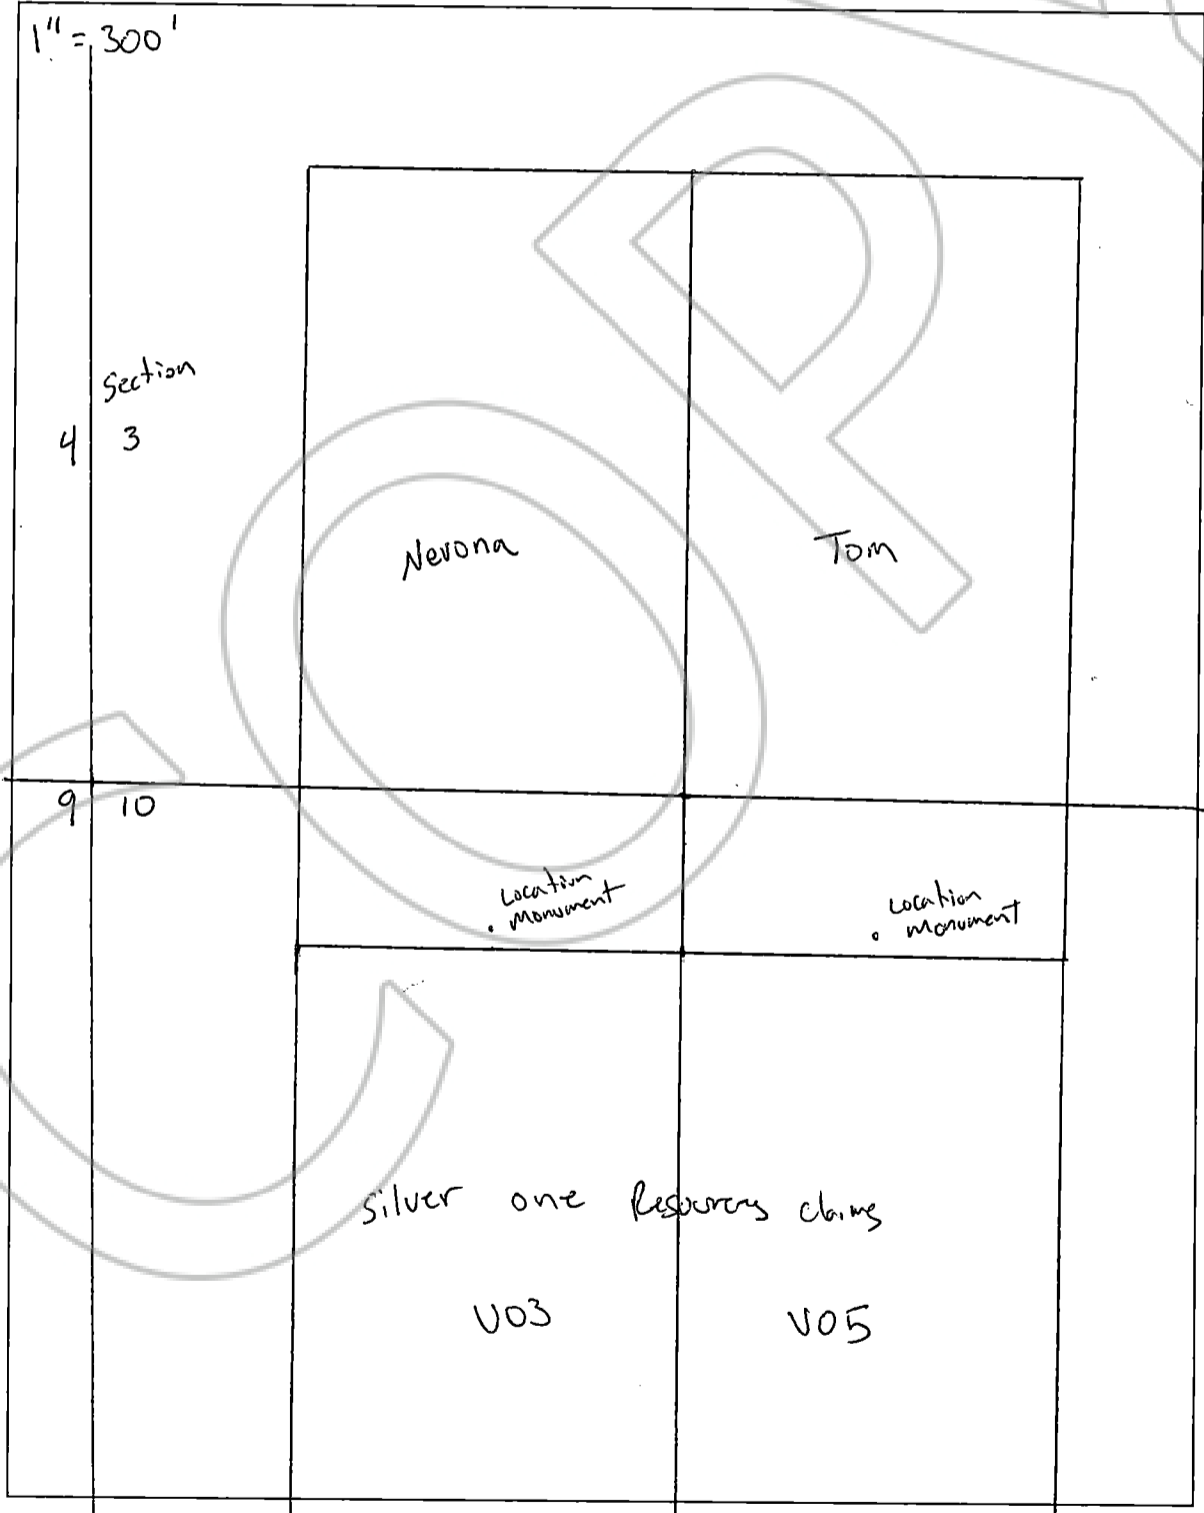 1" = 300'
Section
4 3
Nevona
Tom
9 10
Location
Monument
Location
Monument
Silver one Resources claims
V03
V05
COP